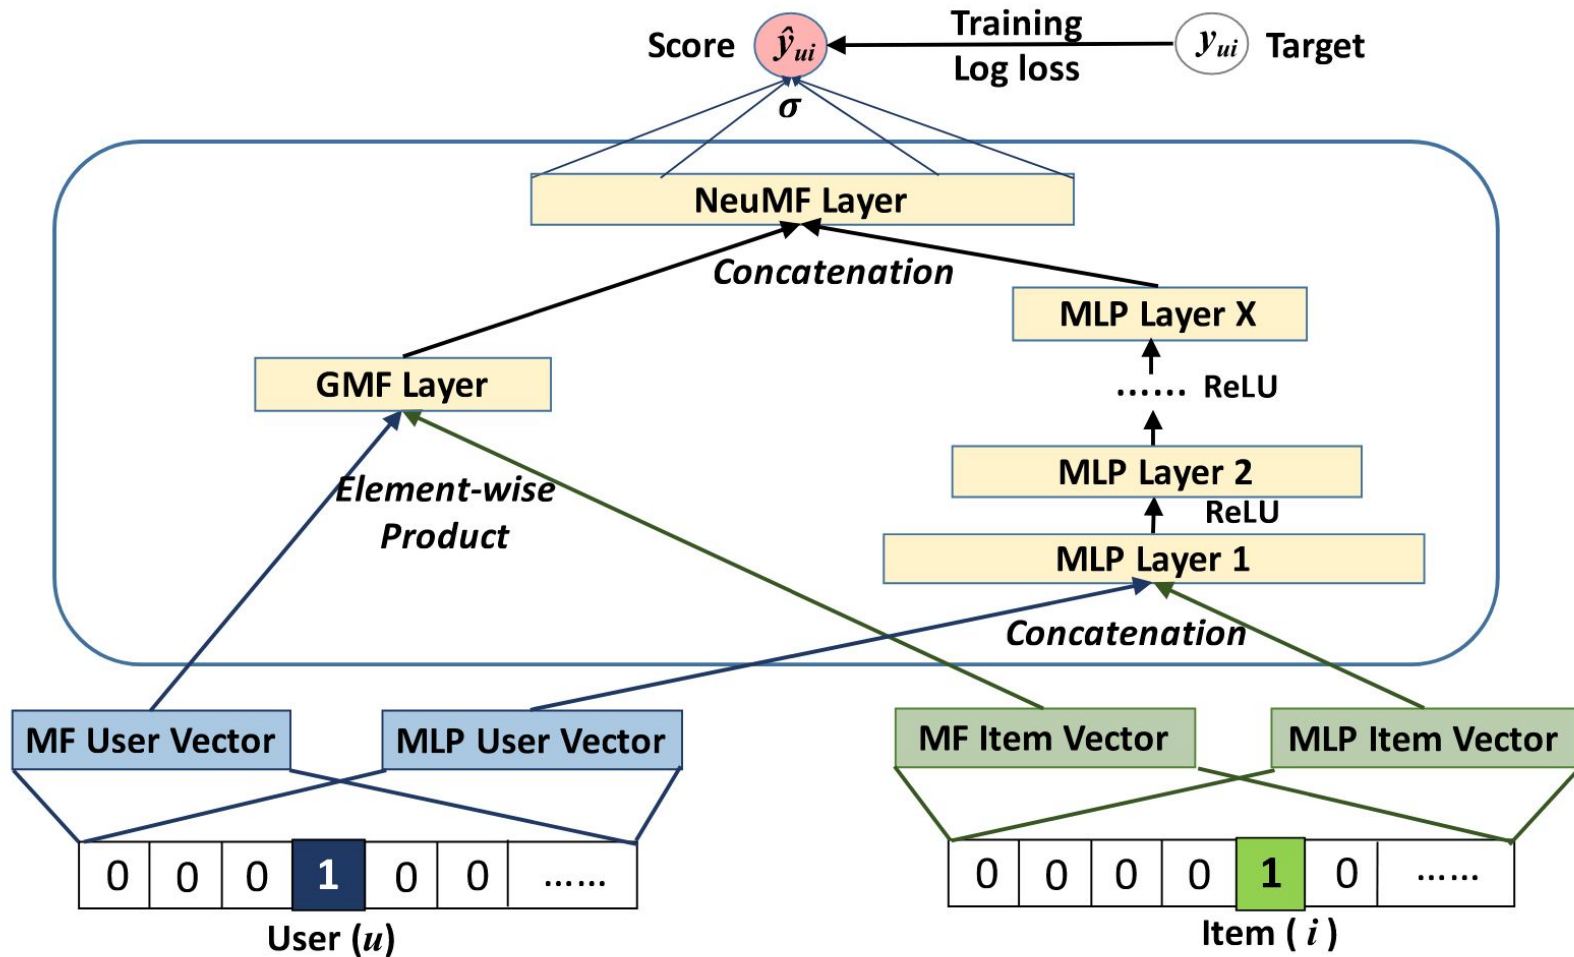 Score ŷui Training yui Target
Log loss
σ
NeuMF Layer
Concatenation
MLP Layer X
GMF Layer
...... ReLU
Element-wise
Product
MLP Layer 2
ReLU
MLP Layer 1
Concatenation
MF User Vector MLP User Vector MF Item Vector MLP Item Vector
0 0 0 1 0 0 ...... 0 0 0 0 1 0 ......
User (u) Item ( i )